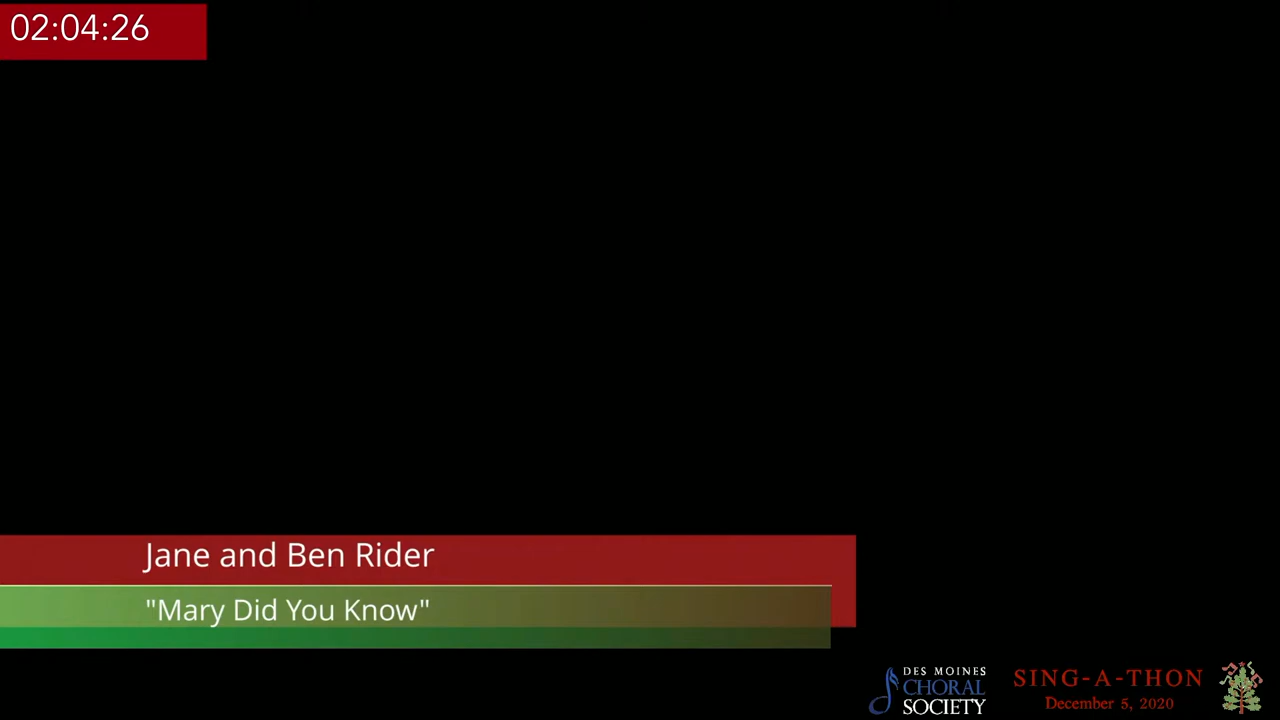 02:04:26
Jane and Ben Rider
"Mary Did You Know"
DES MOINES
CHORAL
SOCIETY
SING-A-THON
December 5, 2020